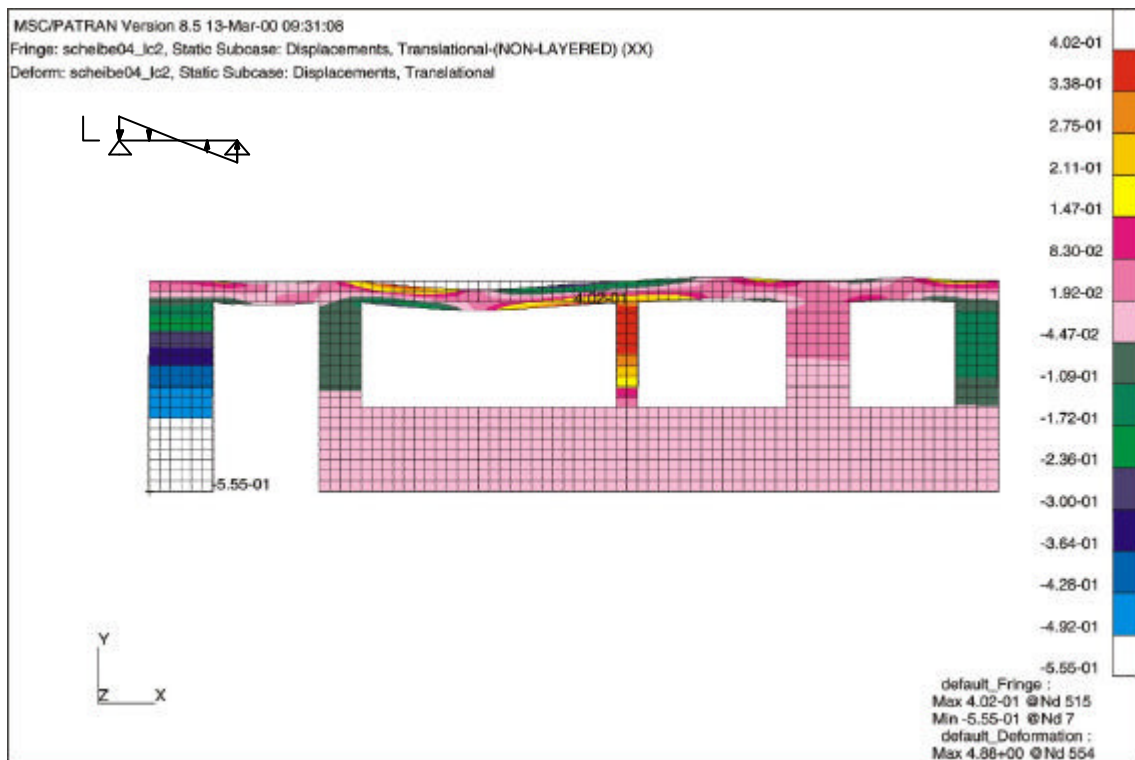 MSC/PATRAN Version 8.5 13-Mar-00 09:31:08
Fringe: scheibe04_lc2, Static Subcase: Displacements, Translational-(NON-LAYERED) (XX)
Deform: scheibe04_lc2, Static Subcase: Displacements, Translational
4.02-01
3.38-01
2.75-01
2.11-01
1.47-01
8.30-02
1.92-02
-4.47-02
-1.09-01
-1.72-01
-2.36-01
-3.00-01
-3.64-01
-4.28-01
-4.92-01
-5.55-01
4.02-01
-5.55-01
Y
Z X
default_Fringe :
Max 4.02-01 @Nd 515
Min -5.55-01 @Nd 7
default_Deformation :
Max 4.88+00 @Nd 554